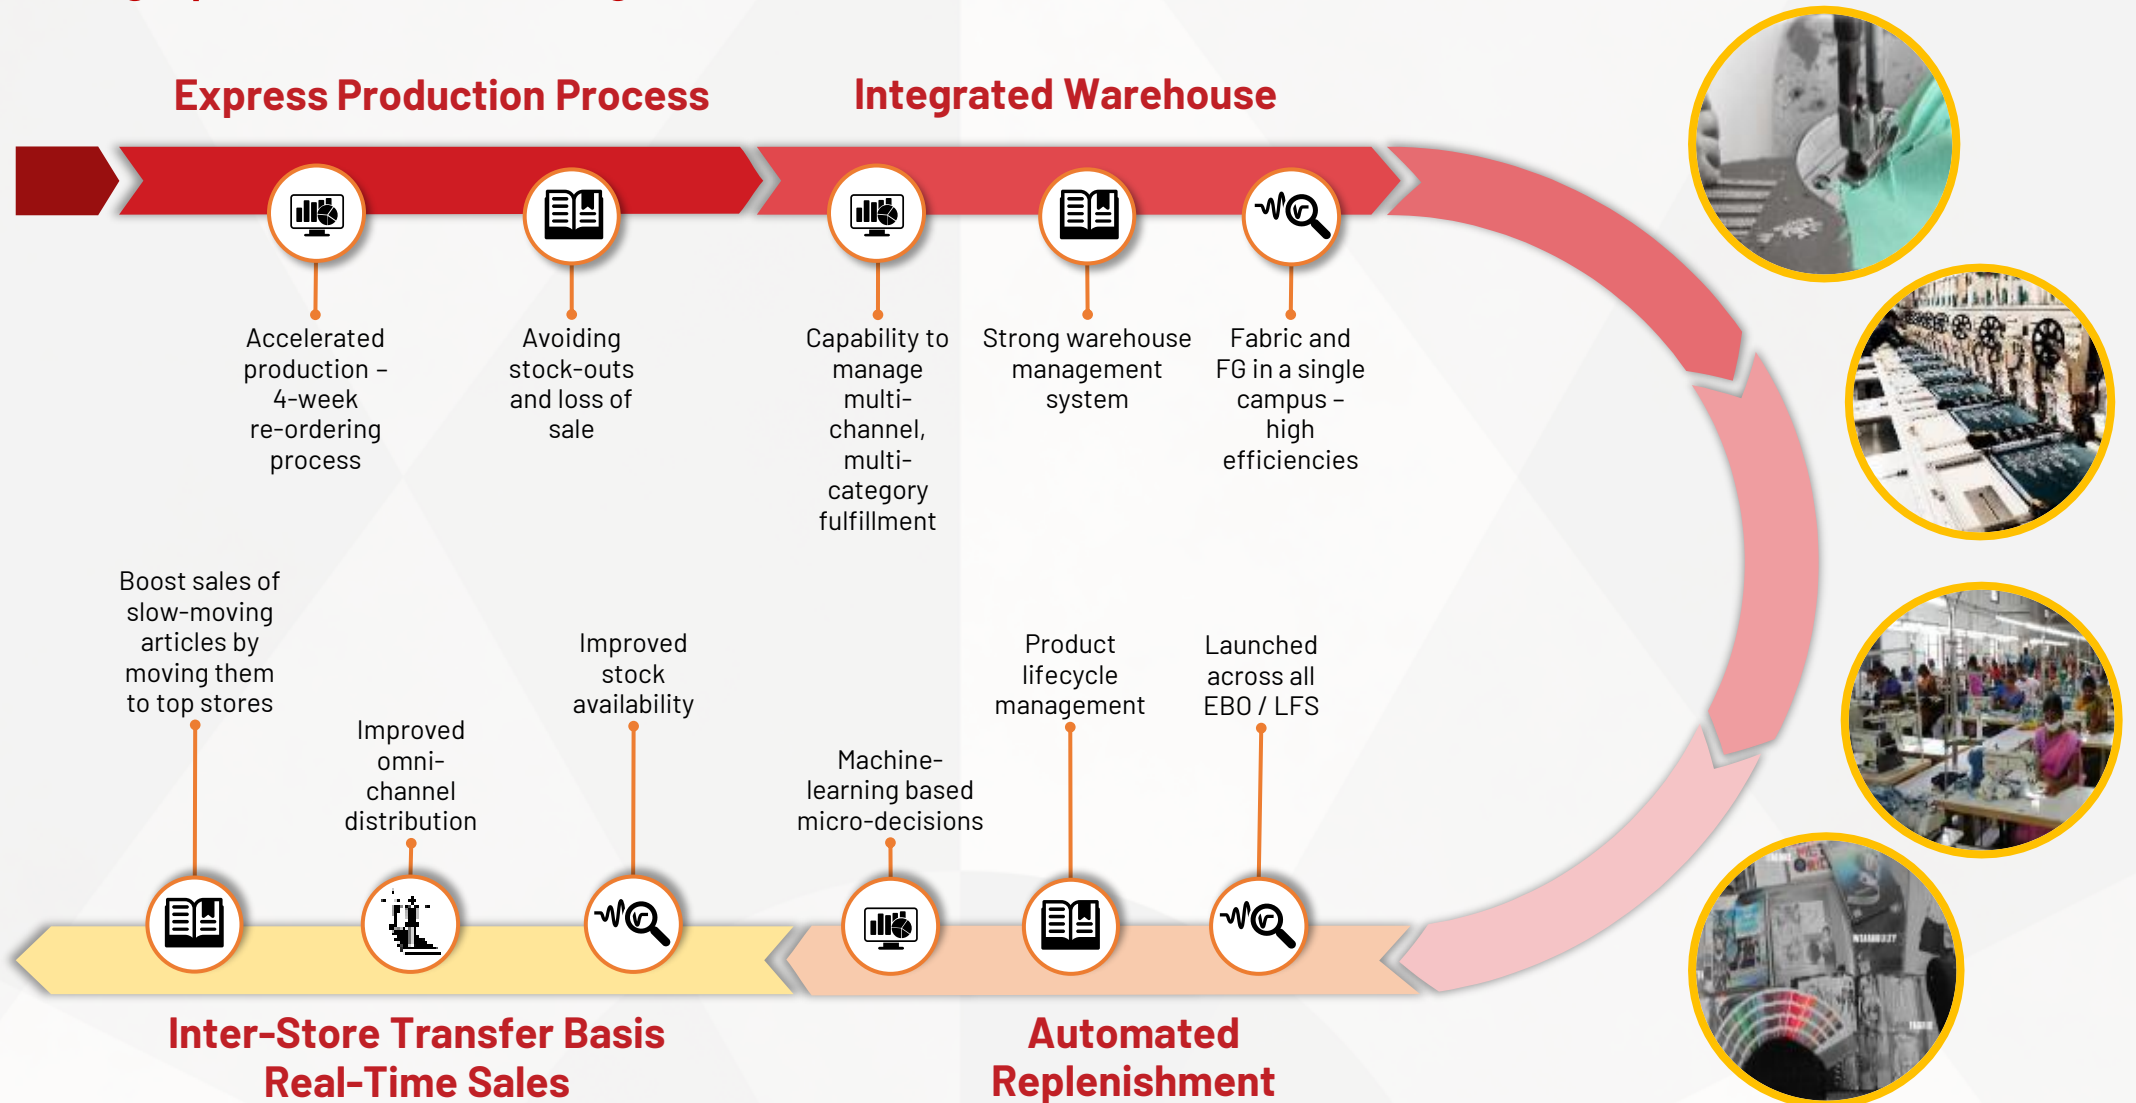 Express Production Process
Integrated Warehouse
Accelerated
production –
4-week
re-ordering
process
Avoiding
stock-outs
and loss of
sale
Capability to
manage
multi-
channel,
multi-
category
fulfillment
Strong warehouse
management
system
Fabric and
FG in a single
campus –
high
efficiencies
Boost sales of
slow-moving
articles by
moving them
to top stores
Improved
omni-
channel
distribution
Improved
stock
availability
Machine-
learning based
micro-decisions
Product
lifecycle
management
Launched
across all
EBO / LFS
Inter-Store Transfer Basis
Real-Time Sales
Automated
Replenishment